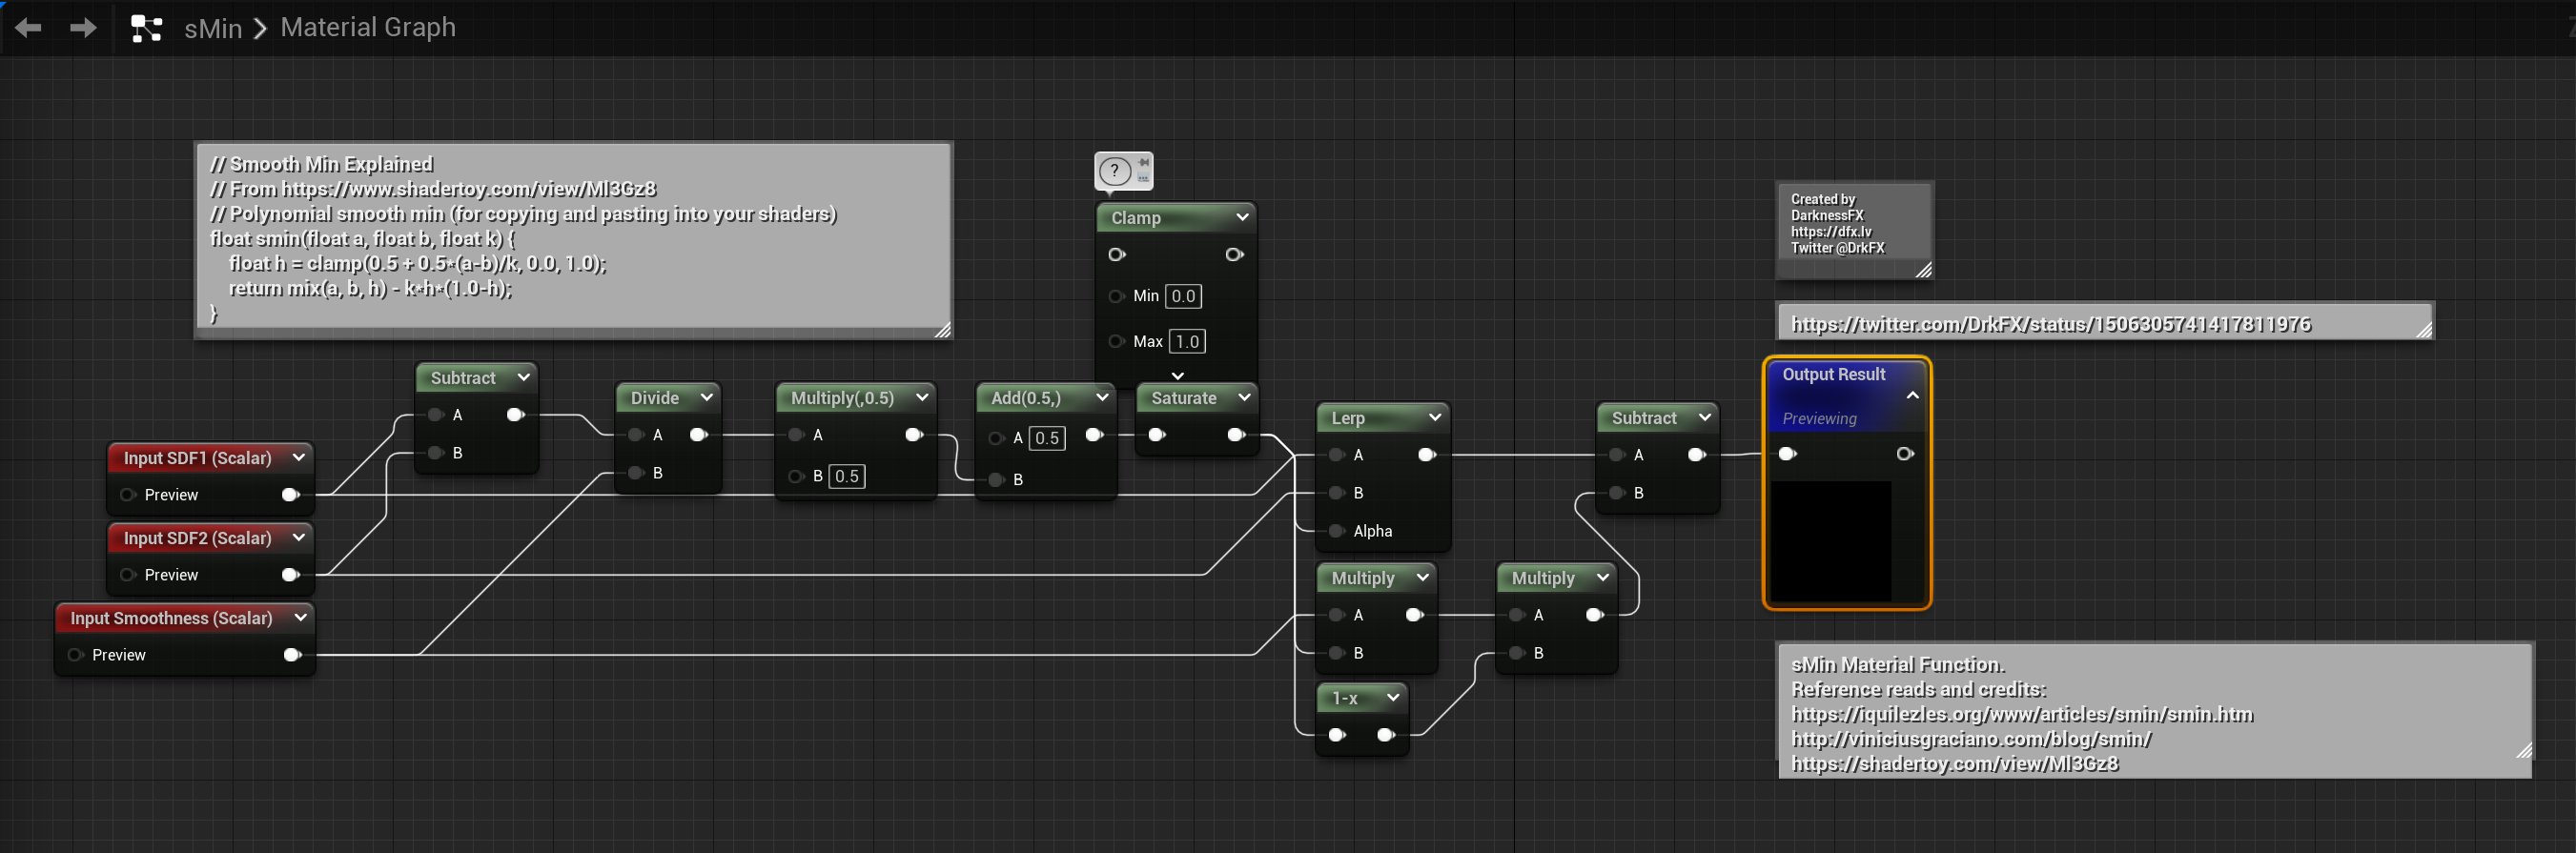 sMin > Material Graph
// Smooth Min Explained
// From https://www.shadertoy.com/view/Ml3Gz8
// Polynomial smooth min (for copying and pasting into your shaders)
float smin(float a, float b, float k) {
    float h = clamp(0.5 + 0.5*(a-b)/k, 0.0, 1.0);
    return mix(a, b, h) - k*h*(1.0-h);
}
?
Clamp
Min 0.0
Max 1.0
Created by
DarknessFX
https://dfx.lv
Twitter @DrkFX
https://twitter.com/DrkFX/status/1506305741417811976
Input SDF1 (Scalar)
Preview
Input SDF2 (Scalar)
Preview
Input Smoothness (Scalar)
Preview
Subtract
A
B
Divide
A
B
Multiply(,0.5)
A
B 0.5
Add(0.5,)
A 0.5
B
Saturate
Lerp
A
B
Alpha
Multiply
A
B
1-x
Multiply
A
B
Subtract
A
B
Output Result
Previewing
sMin Material Function.
Reference reads and credits:
https://iquilezles.org/www/articles/smin/smin.htm
http://viniciusgraciano.com/blog/smin/
https://shadertoy.com/view/Ml3Gz8